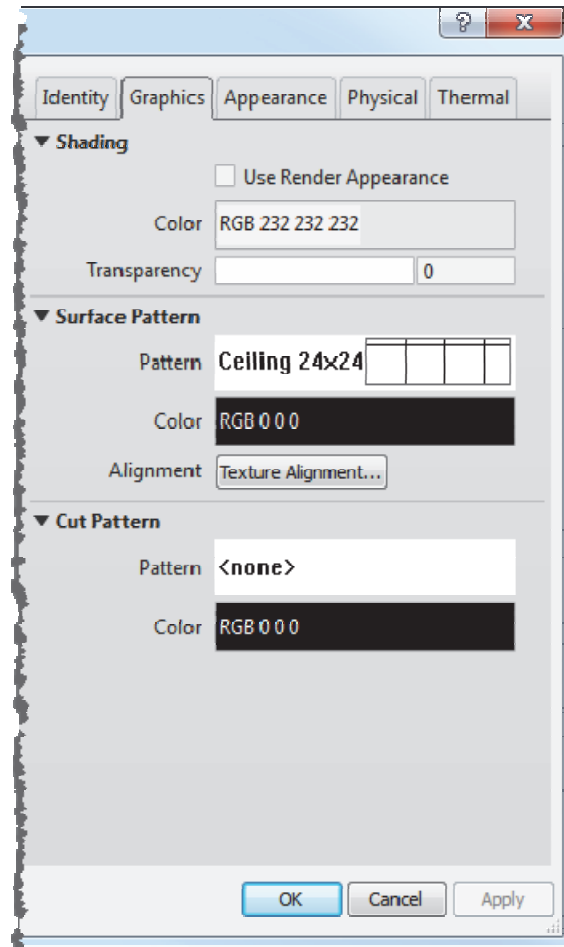 ? X
Identity Graphics Appearance Physical Thermal
Shading
Use Render Appearance
Color RGB 232 232 232
Transparency 0
Surface Pattern
Pattern Ceiling 24x24
Color RGB 0 0 0
Alignment Texture Alignment...
Cut Pattern
Pattern <none>
Color RGB 0 0 0
OK Cancel Apply